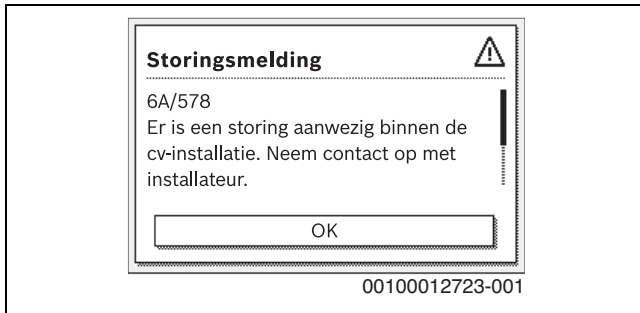 Storingsmelding
6A/578
Er is een storing aanwezig binnen de
cv-installatie. Neem contact op met
installateur.
OK
00100012723-001